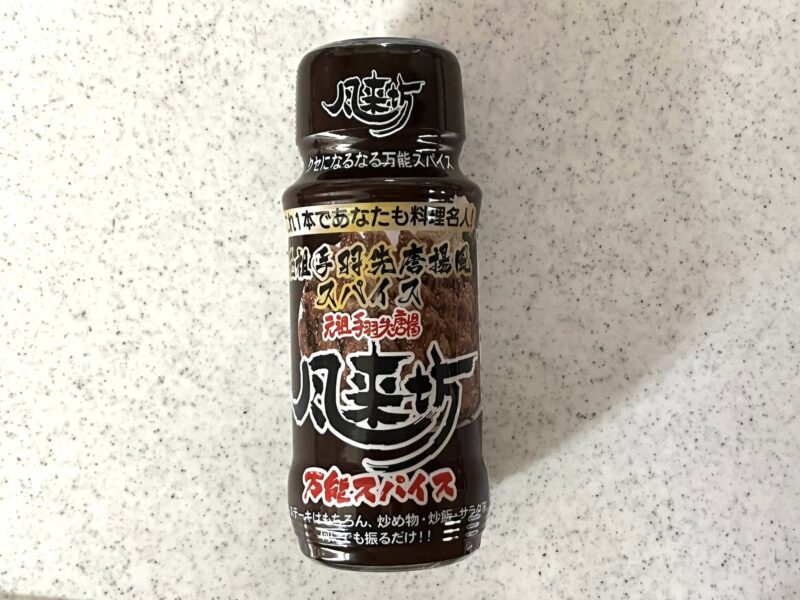 風来坊
クセになるなる万能スパイス
これ1本であなたも料理名人!
元祖手羽先唐揚風
スパイス
元祖手羽先唐揚
風来坊
万能スパイス
ステーキはもちろん、炒め物・炒飯・サラダ等
何にでも振るだけ!!